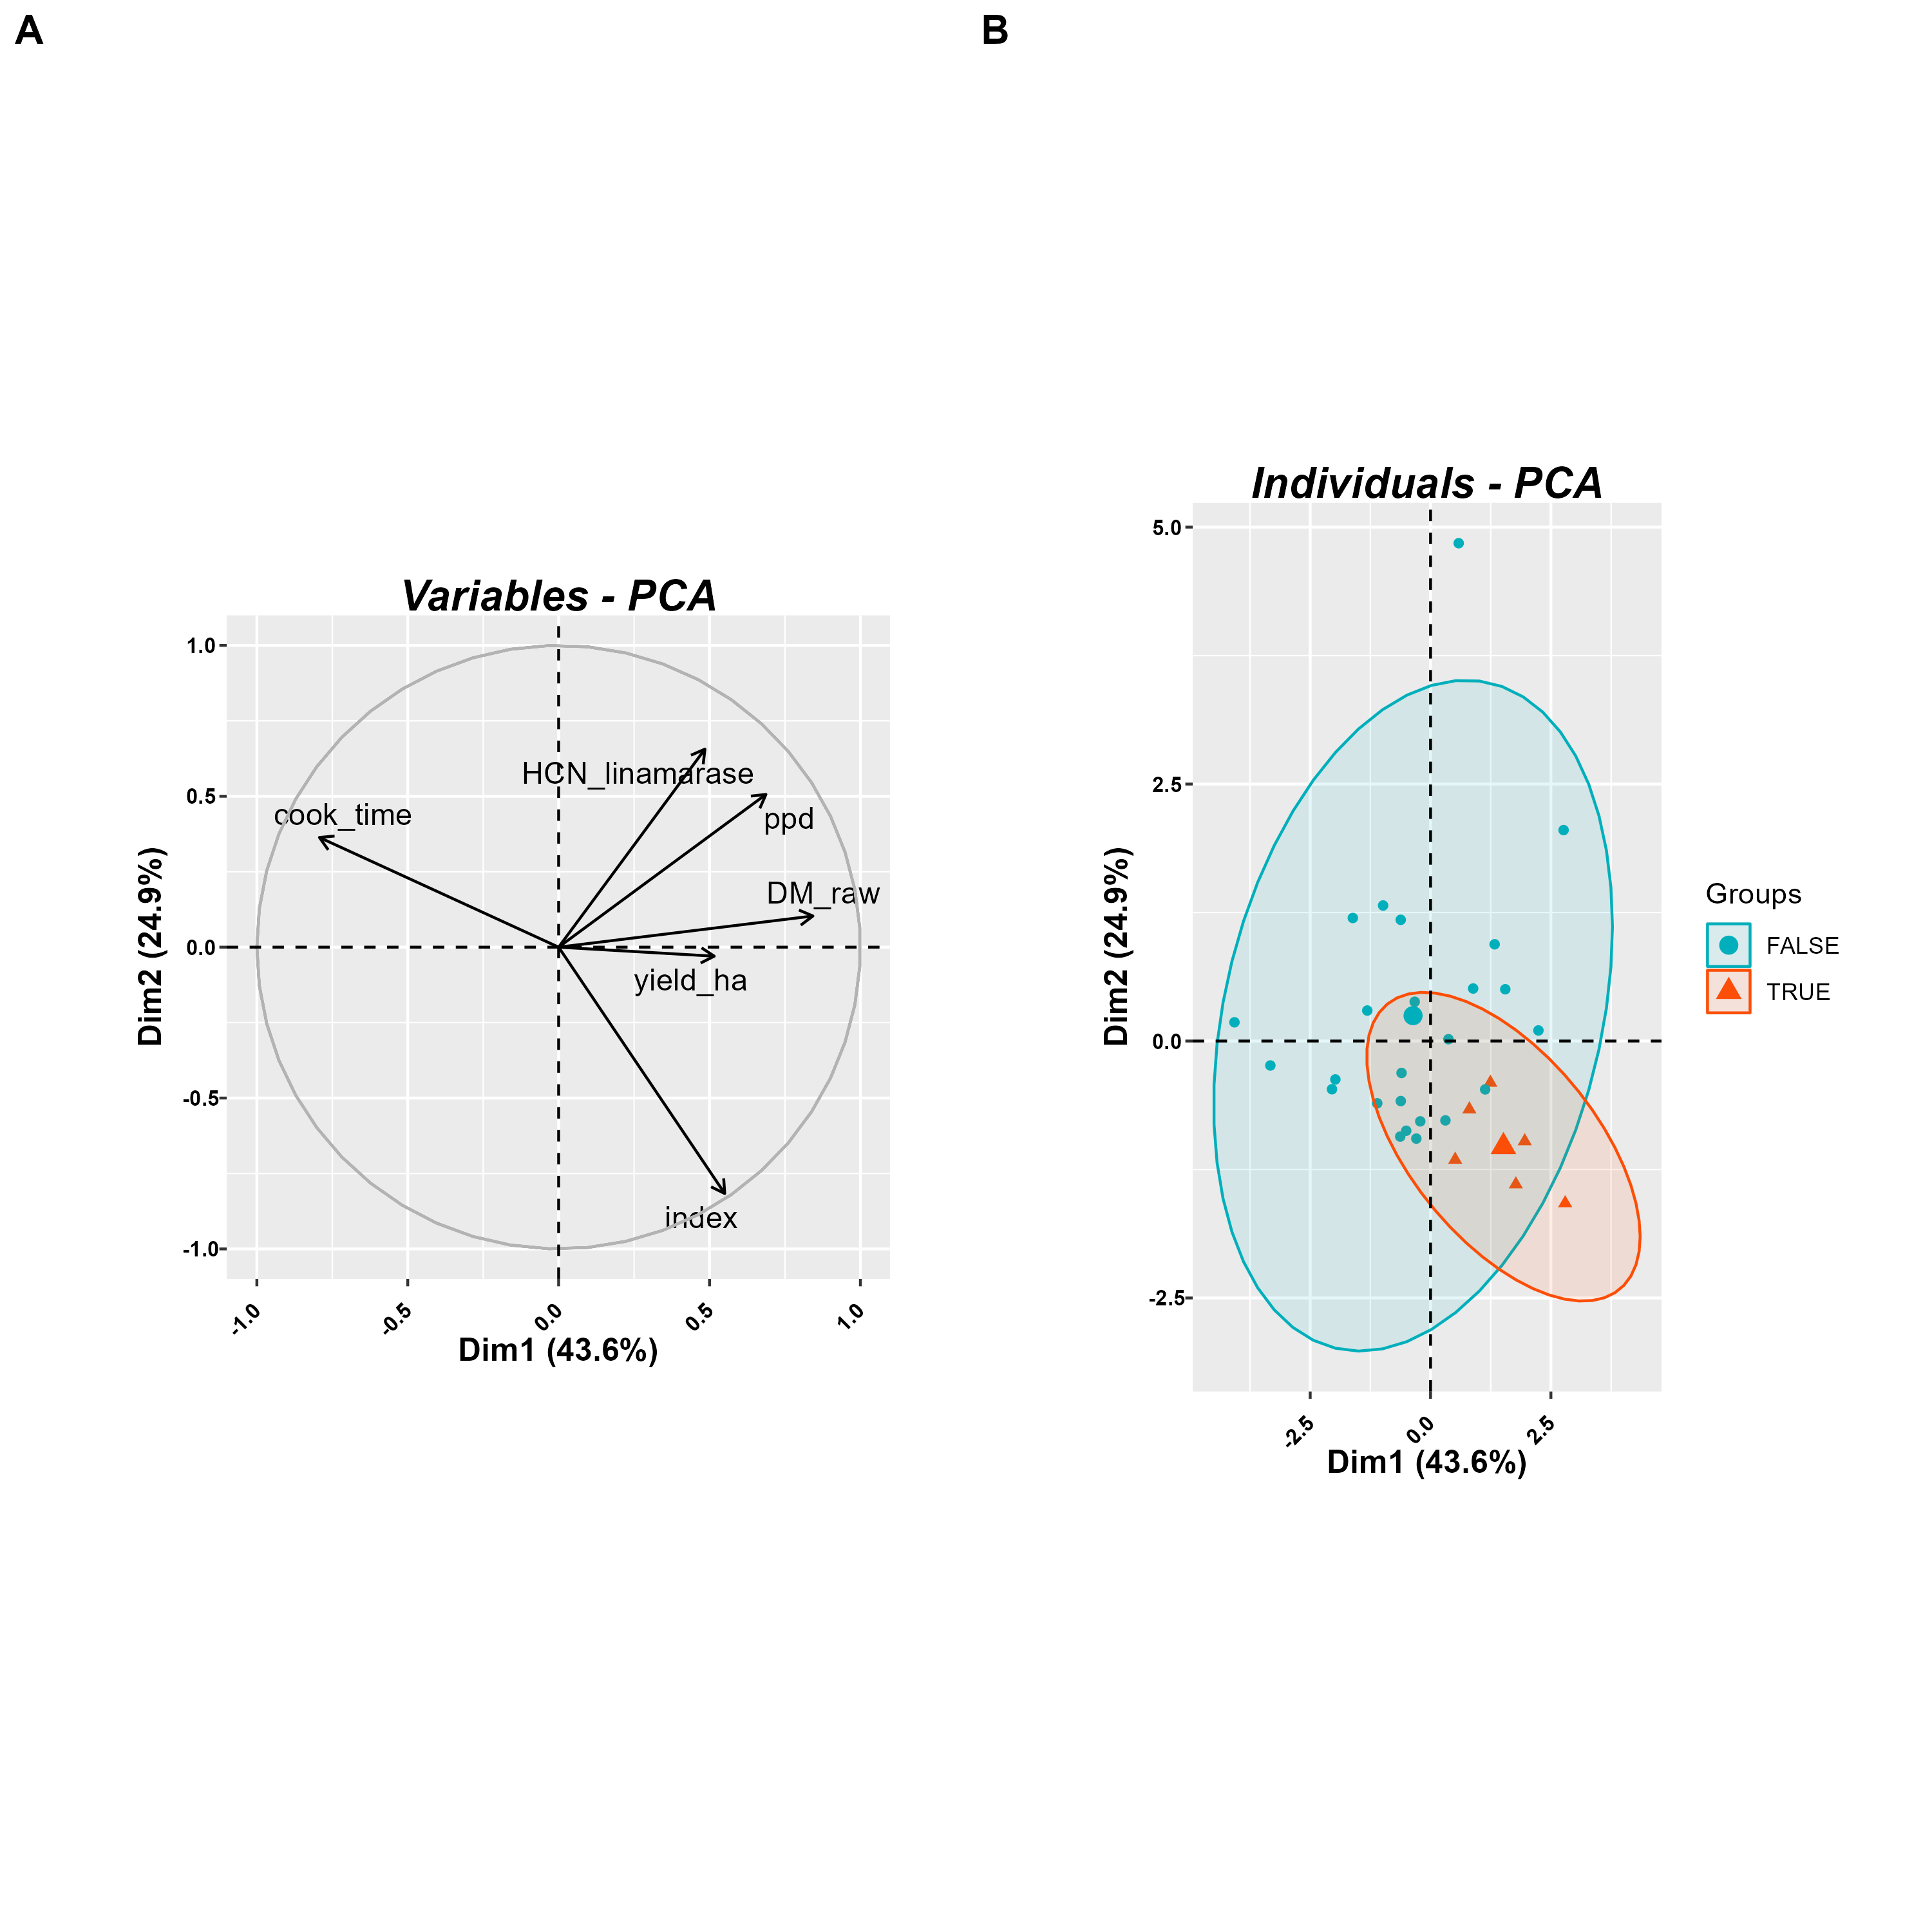 A
B
Variables - PCA
1.0
0.5
0.0
-0.5
-1.0
Dim2 (24.9%)
HCN_linamarase
cook_time
ppd
DM_raw
yield_ha
index
-1.0
-0.5
0.0
0.5
1.0
Dim1 (43.6%)
Individuals - PCA
5.0
2.5
0.0
-2.5
Dim2 (24.9%)
-2.5
0.0
2.5
Dim1 (43.6%)
Groups
FALSE
TRUE